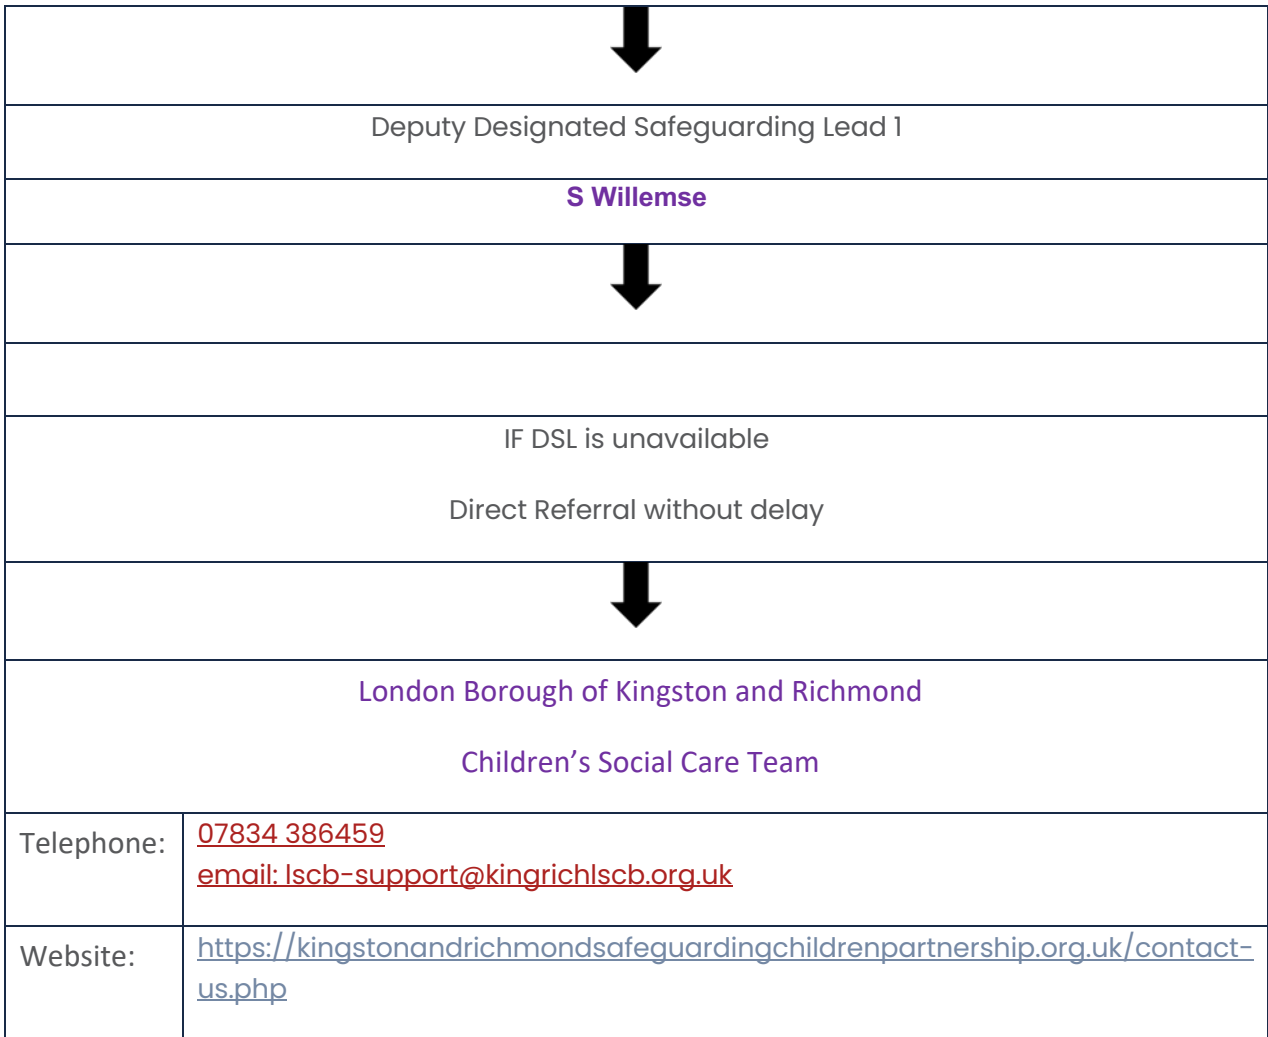 Deputy Designated Safeguarding Lead 1
S Willemse
IF DSL is unavailable
Direct Referral without delay
London Borough of Kingston and Richmond
Children’s Social Care Team
Telephone:
07834 386459
email: lscb-support@kingrichlscb.org.uk
Website:
https://kingstonandrichmondsafeguardingchildrenpartnership.org.uk/contact-
us.php